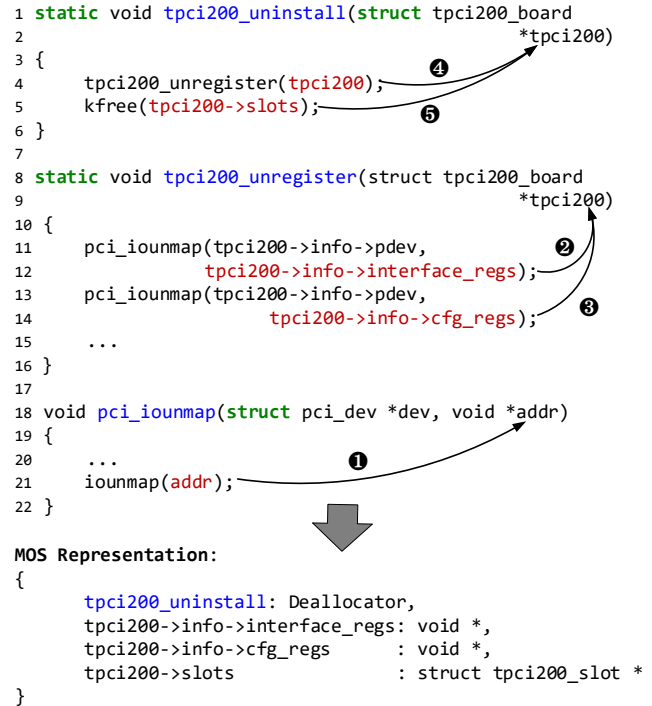 1 static void tpci200_uninstall(struct tpci200_board
2 *tpci200)
3 {
4 tpci200_unregister(tpci200);
❹
5 kfree(tpci200->slots);
❺
6 }
7
8 static void tpci200_unregister(struct tpci200_board
9 *tpci200)
10 {
11 pci_iounmap(tpci200->info->pdev,
❷
12 tpci200->info->interface_regs);
13 pci_iounmap(tpci200->info->pdev,
❸
14 tpci200->info->cfg_regs);
15 ...
16 }
17
18 void pci_iounmap(struct pci_dev *dev, void *addr)
19 {
20 ...
❶
21 iounmap(addr);
22 }
MOS Representation:
{
tpci200_uninstall: Deallocator,
tpci200->info->interface_regs: void *,
tpci200->info->cfg_regs : void *,
tpci200->slots : struct tpci200_slot *
}